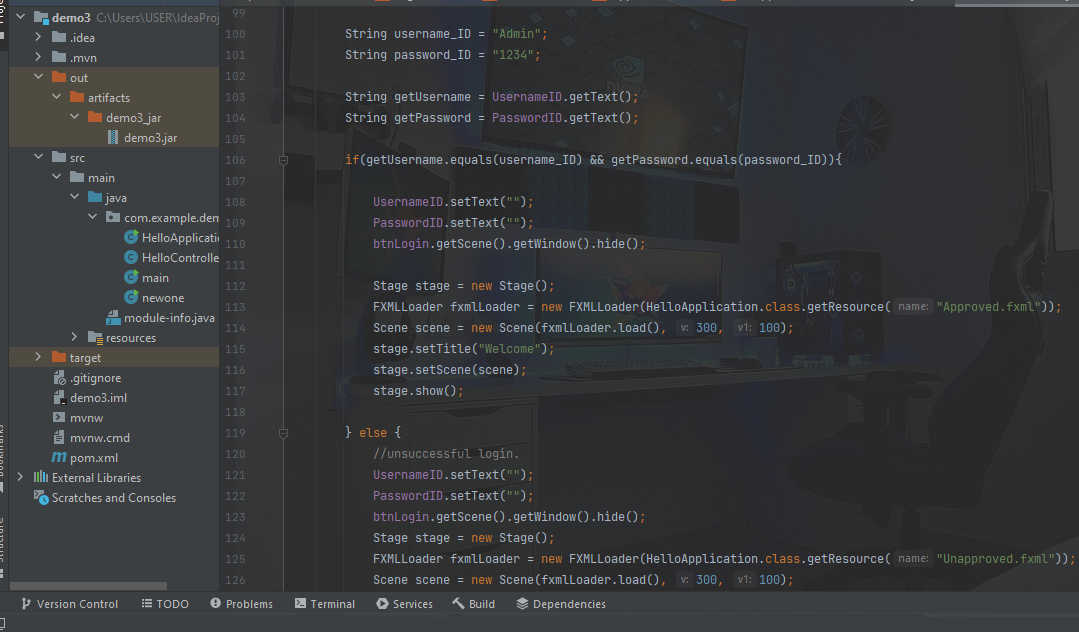 demo3 C:\Users\USER\IdeaProj
.idea
.mvn
out
artifacts
demo3_jar
demo3.jar
src
main
java
com.example.dem
HelloApplicatio
HelloControlle
main
newone
module-info.java
resources
target
.gitignore
demo3.iml
mvnw
mvnw.cmd
pom.xml
External Libraries
Scratches and Consoles
99
100 String username_ID = "Admin";
101 String password_ID = "1234";
102
103 String getUsername = UsernameID.getText();
104 String getPassword = PasswordID.getText();
105
106 if(getUsername.equals(username_ID) && getPassword.equals(password_ID)){
107
108 UsernameID.setText("");
109 PasswordID.setText("");
110 btnLogin.getScene().getWindow().hide();
111
112 Stage stage = new Stage();
113 FXMLLoader fxmlLoader = new FXMLLoader(HelloApplication.class.getResource( name: "Approved.fxml"));
114 Scene scene = new Scene(fxmlLoader.load(), v: 300, v1: 100);
115 stage.setTitle("Welcome");
116 stage.setScene(scene);
117 stage.show();
118
119 } else {
120 //unsuccessful login.
121 UsernameID.setText("");
122 PasswordID.setText("");
123 btnLogin.getScene().getWindow().hide();
124 Stage stage = new Stage();
125 FXMLLoader fxmlLoader = new FXMLLoader(HelloApplication.class.getResource( name: "Unapproved.fxml"));
126 Scene scene = new Scene(fxmlLoader.load(), v: 300, v1: 100);
Version Control TODO Problems Terminal Services Build Dependencies